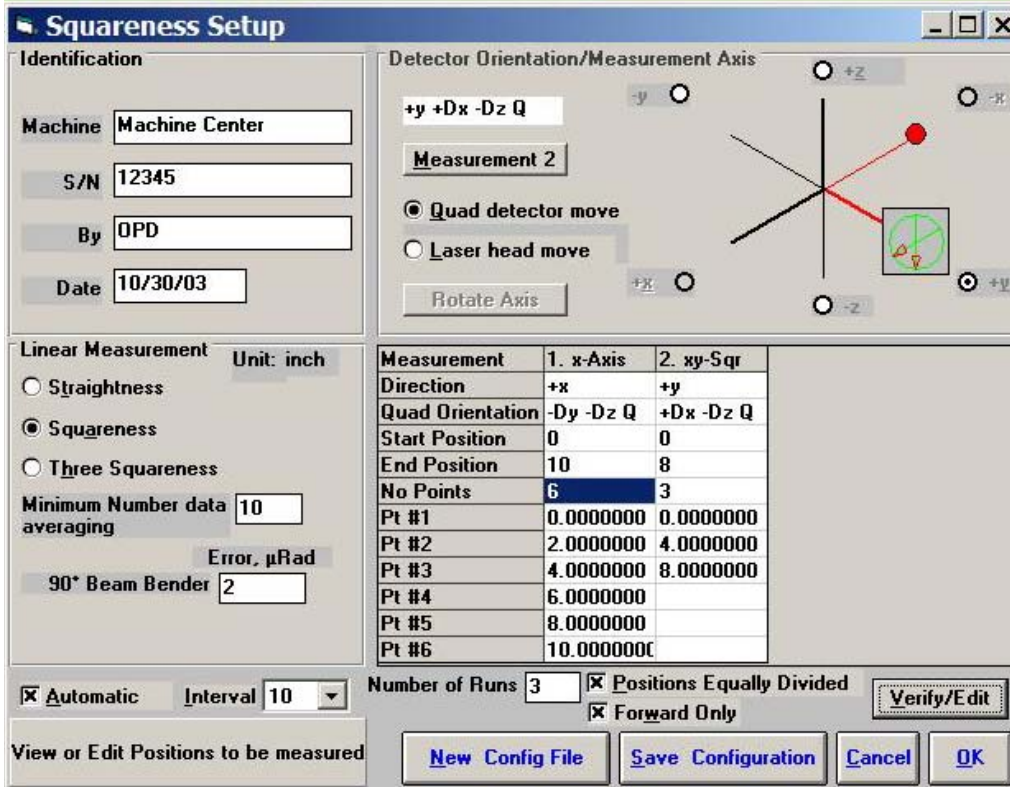 Squareness Setup
Identification
Machine Machine Center
S/N 12345
By OPD
Date 10/30/03
Detector Orientation/Measurement Axis
+y +Dx -Dz Q
Measurement 2
Quad detector move
Laser head move
Rotate Axis
+z
-y
-x
+x
+y
-z
Linear Measurement
Unit: inch
Straightness
Squareness
Three Squareness
Minimum Number data
averaging
10
Error, µRad
90° Beam Bender 2
Measurement 1. x-Axis 2. xy-Sqr
Direction +x +y
Quad Orientation -Dy -Dz Q +Dx -Dz Q
Start Position 0 0
End Position 10 8
No Points 6 3
Pt #1 0.0000000 0.0000000
Pt #2 2.0000000 4.0000000
Pt #3 4.0000000 8.0000000
Pt #4 6.0000000
Pt #5 8.0000000
Pt #6 10.000000
Automatic Interval 10
Number of Runs 3
Positions Equally Divided
Forward Only
Verify/Edit
View or Edit Positions to be measured
New Config File
Save Configuration
Cancel
OK